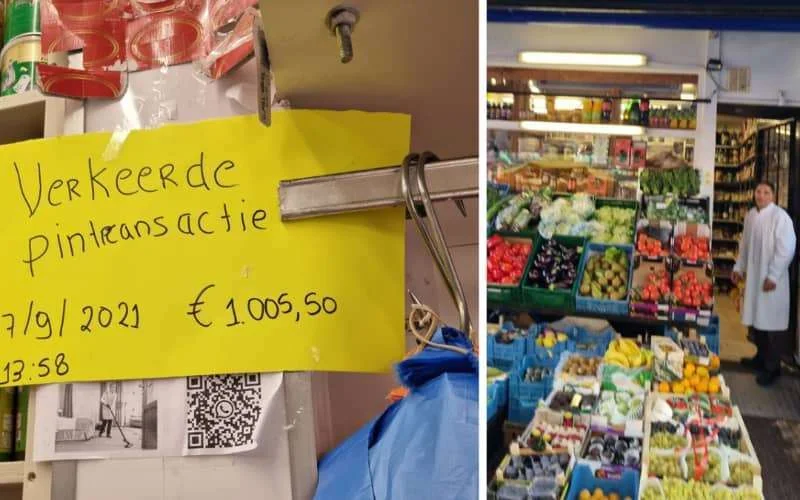 Verkeerde
pintransactie
7/9/2021 € 1.005,50
13:58